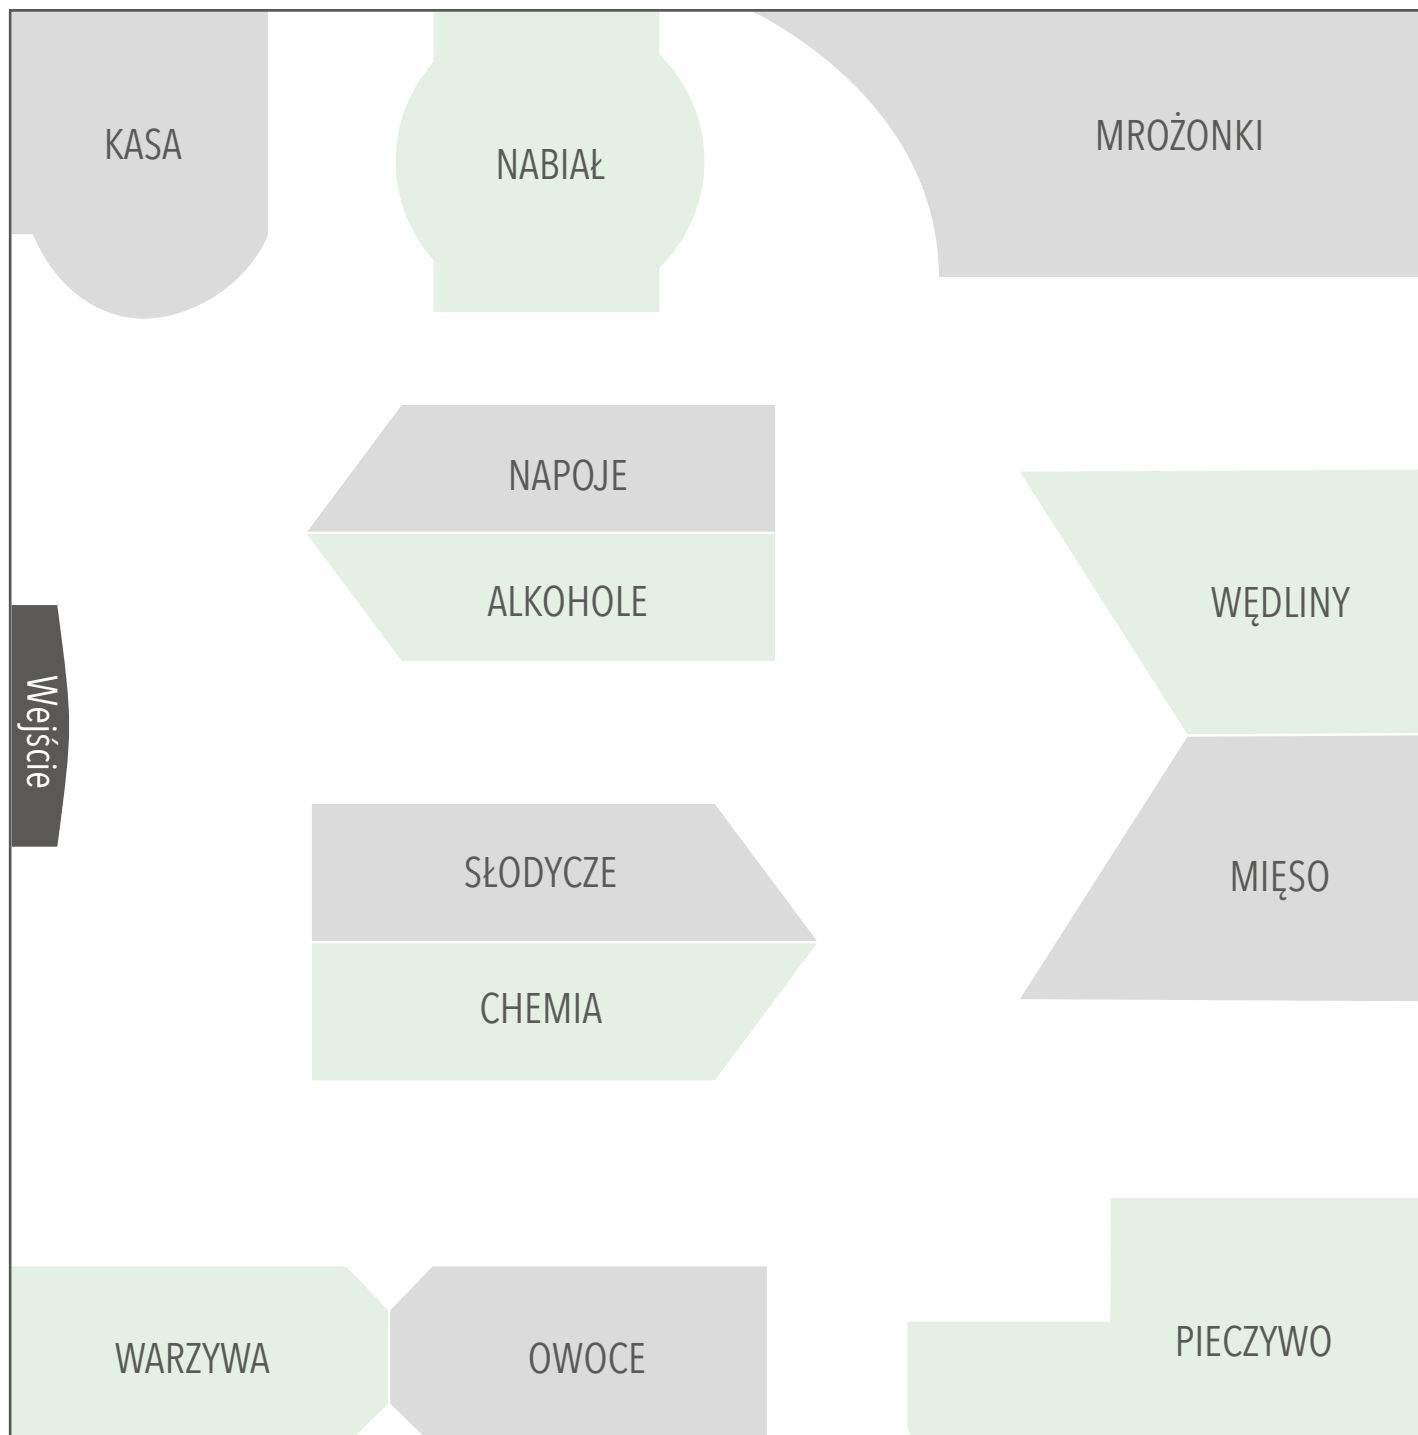 KASA
NABIAŁ
MROŻONKI
NAPOJE
ALKOHOLE
WĘDLINY
Wejście
SŁODYCZE
MIĘSO
CHEMIA
WARZYWA
OWOCE
PIECZYWO